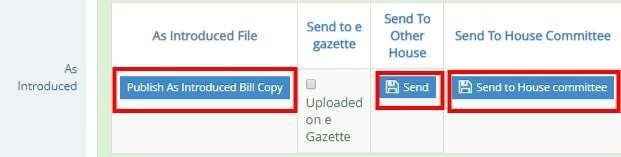 As Introduced File
Send to e
gazette
Send To
Other
House
Send To House Committee
As
Introduced
Publish As Introduced Bill Copy
Uploaded
on e
Gazette
Send
Send to House committee